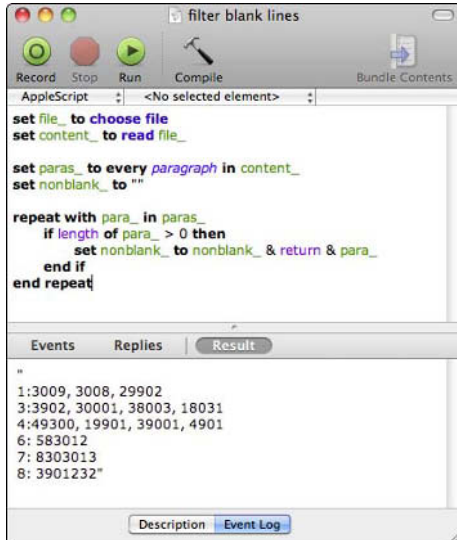 filter blank lines
Record Stop Run Compile Bundle Contents
AppleScript <No selected element>
set file_ to choose file
set content_ to read file_
set paras_ to every paragraph in content_
set nonblank_ to ""
repeat with para_ in paras_
if length of para_ > 0 then
set nonblank_ to nonblank_ & return & para_
end if
end repeat
Events Replies Result
"
1:3009, 3008, 29902
3:3902, 30001, 38003, 18031
4:49300, 19901, 39001, 4901
6: 583012
7: 8303013
8: 3901232"
Description Event Log